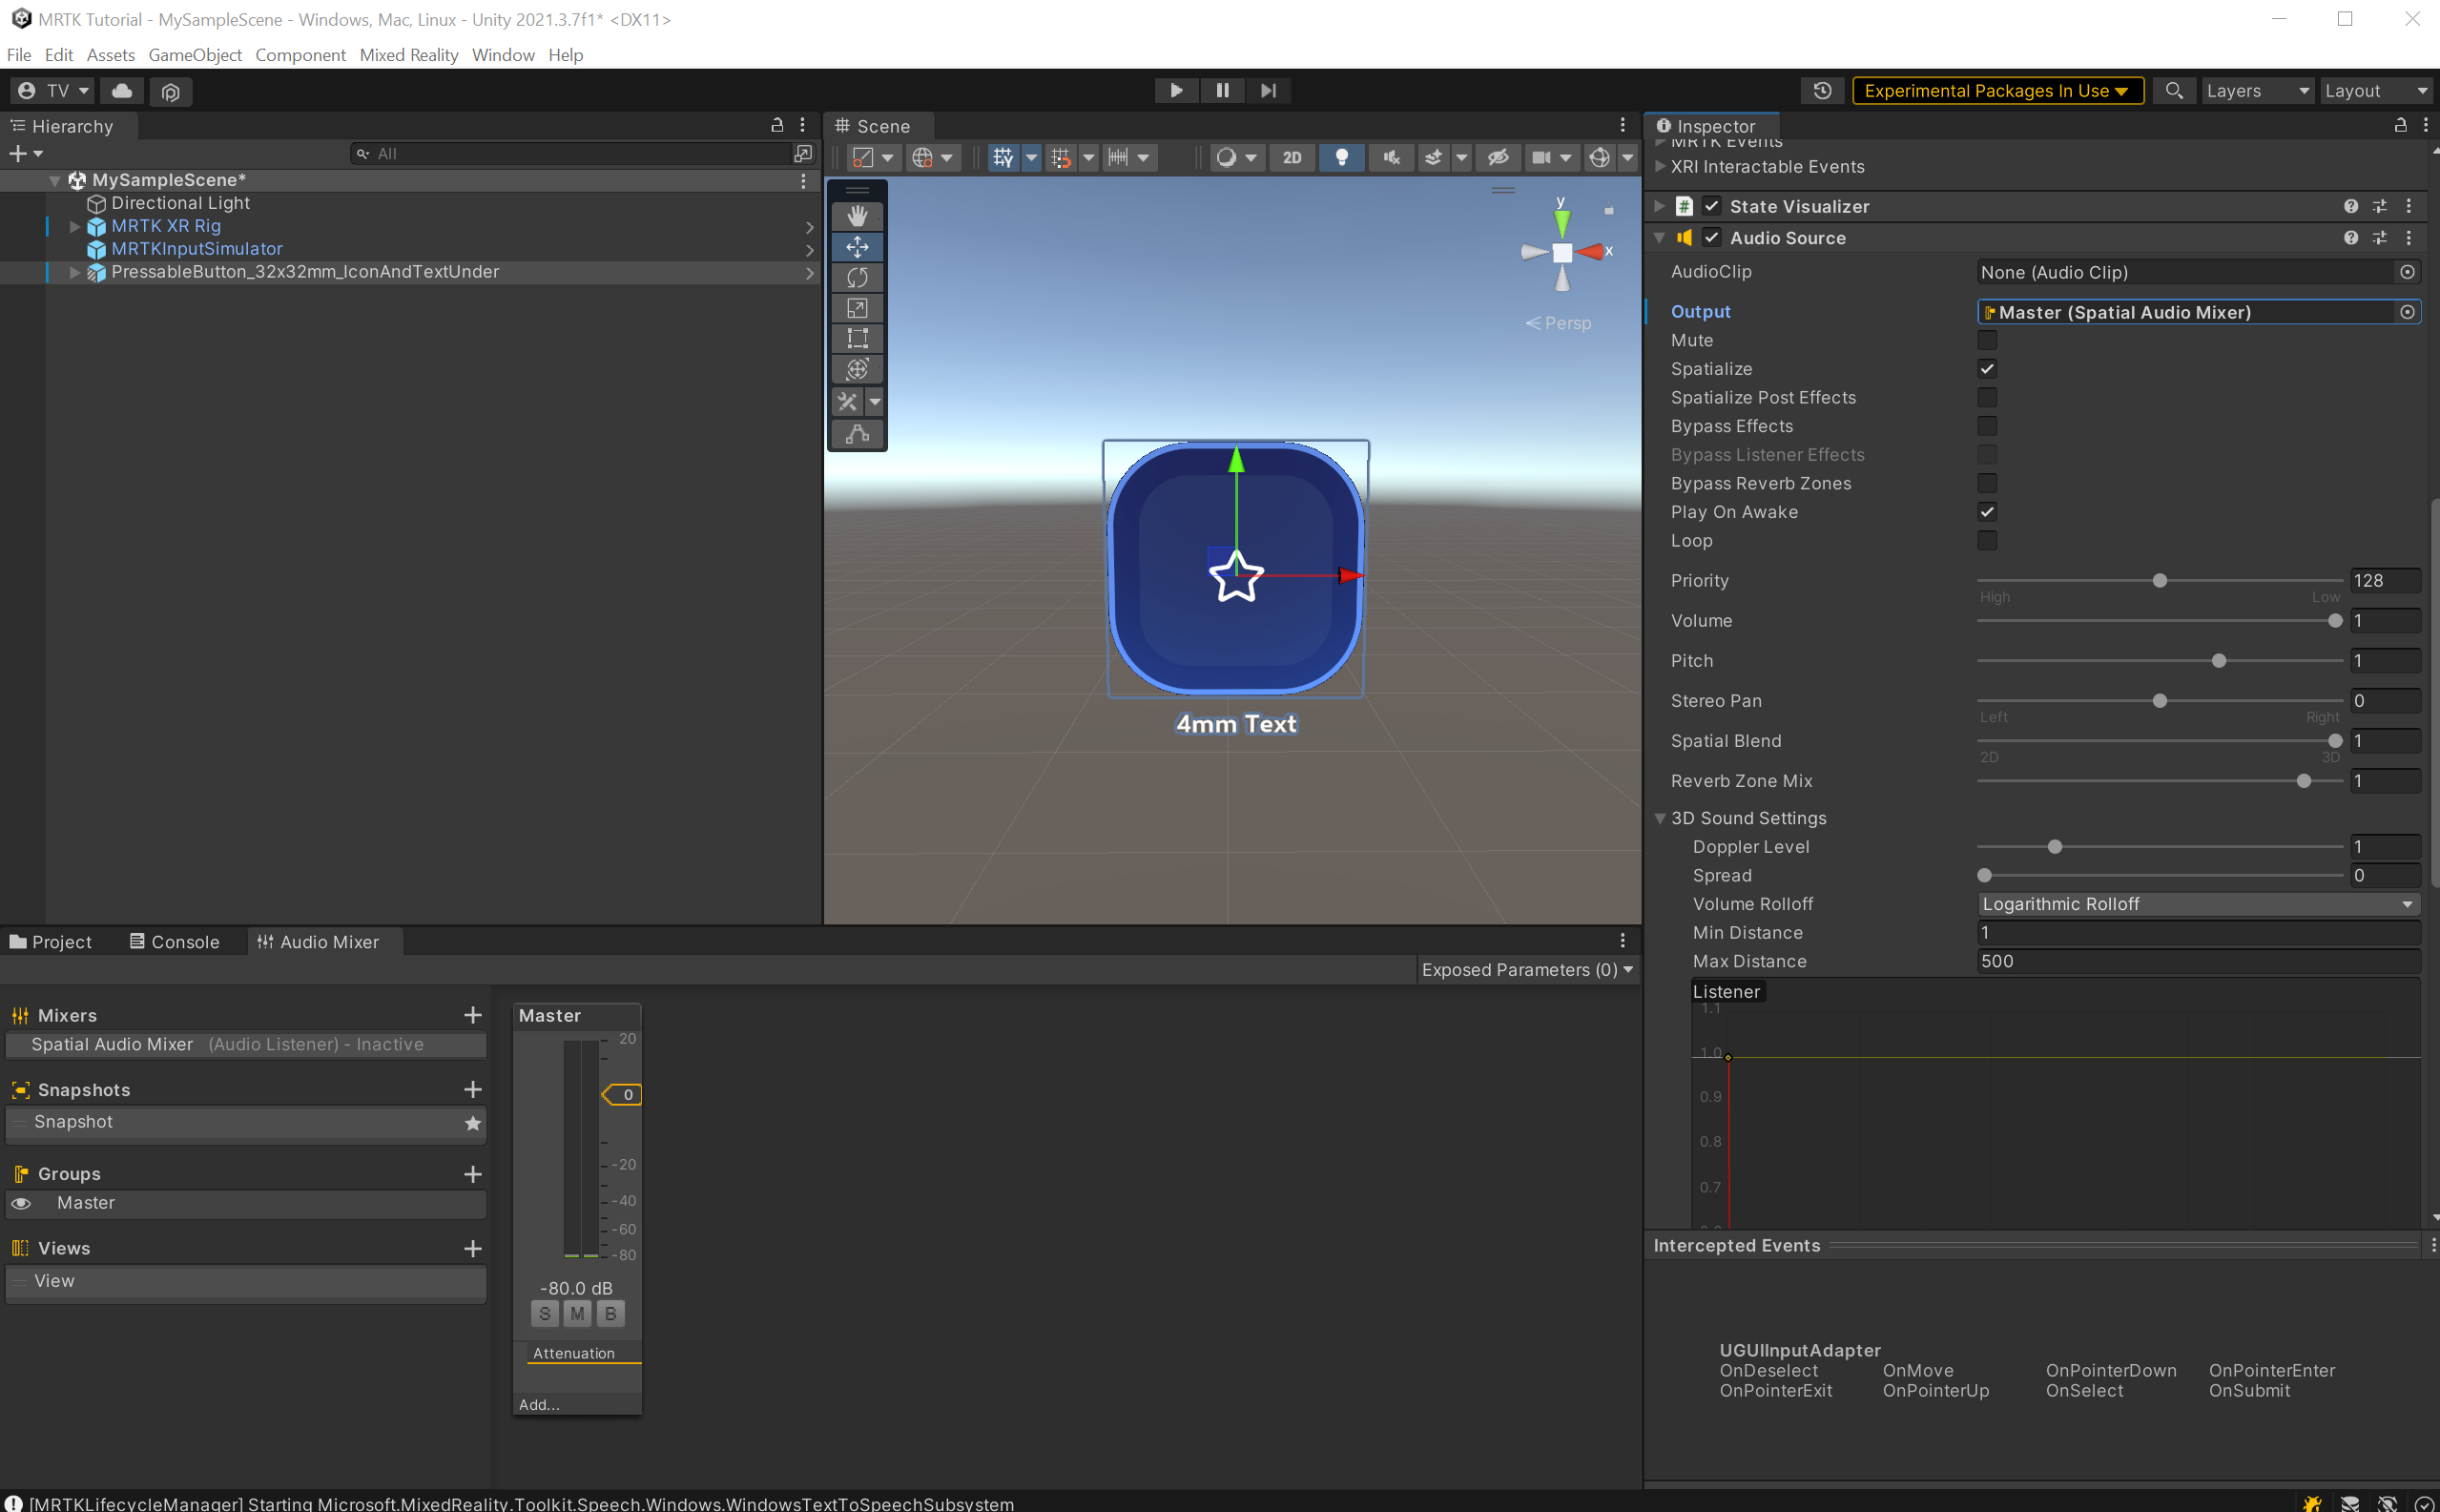 MRTK Tutorial - MySampleScene - Windows, Mac, Linux - Unity 2021.3.7f1* <DX11>
File Edit Assets GameObject Component Mixed Reality Window Help
TV
Experimental Packages In Use
Layers
Layout
Hierarchy
All
MySampleScene*
Directional Light
MRTK XR Rig
MRTKInputSimulator
PressableButton_32x32mm_IconAndTextUnder
Scene
2D
y
x
Persp
4mm Text
Inspector
MRTK Events
XRI Interactable Events
State Visualizer
Audio Source
AudioClip None (Audio Clip)
Output Master (Spatial Audio Mixer)
Mute
Spatialize
Spatialize Post Effects
Bypass Effects
Bypass Listener Effects
Bypass Reverb Zones
Play On Awake
Loop
Priority 128
High Low
Volume 1
Pitch 1
Stereo Pan 0
Left Right
Spatial Blend 1
2D 3D
Reverb Zone Mix 1
3D Sound Settings
Doppler Level 1
Spread 0
Volume Rolloff Logarithmic Rolloff
Min Distance 1
Max Distance 500
Listener
1.1
1.0
0.9
0.8
0.7
Intercepted Events
UGUIInputAdapter
OnDeselect OnMove OnPointerDown OnPointerEnter
OnPointerExit OnPointerUp OnSelect OnSubmit
Project Console Audio Mixer
Exposed Parameters (0)
Mixers
Spatial Audio Mixer (Audio Listener) - Inactive
Snapshots
Snapshot
Groups
Master
Views
View
Master
20
0
-20
-40
-60
-80
-80.0 dB
S M B
Attenuation
Add...
[MRTKLifecycleManager] Starting Microsoft.MixedReality.Toolkit.Speech.Windows.WindowsTextToSpeechSubsystem